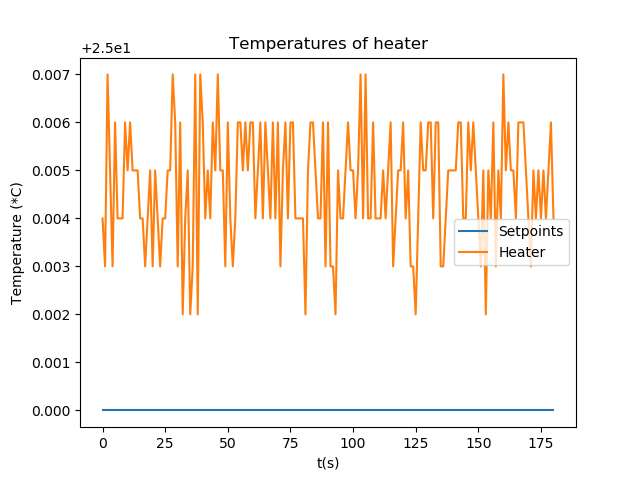 Temperatures of heater
+2.5e1
0.007
0.006
0.005
0.004
0.003
0.002
0.001
0.000
Temperature (*C)
Setpoints
Heater
0 25 50 75 100 125 150 175
t(s)